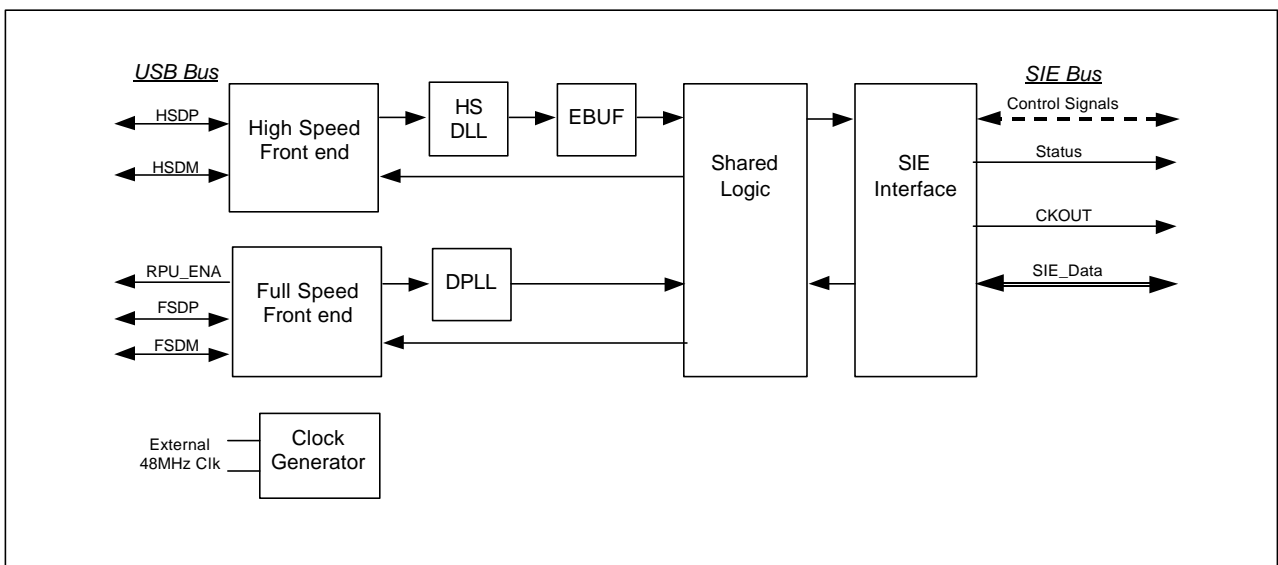 USB Bus
SIE Bus
HSDP
HSDM
High Speed
Front end
HS
DLL
EBUF
Shared
Logic
SIE
Interface
Control Signals
Status
CKOUT
SIE_Data
RPU_ENA
FSDP
FSDM
Full Speed
Front end
DPLL
External
48MHz Clk
Clock
Generator